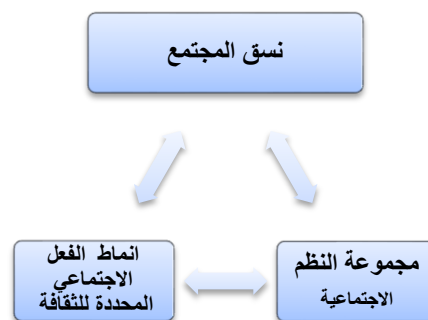 نسق المجتمع
مجموعة النظم
الاجتماعية
انماط الفعل
الاجتماعي
المحددة للثقافة